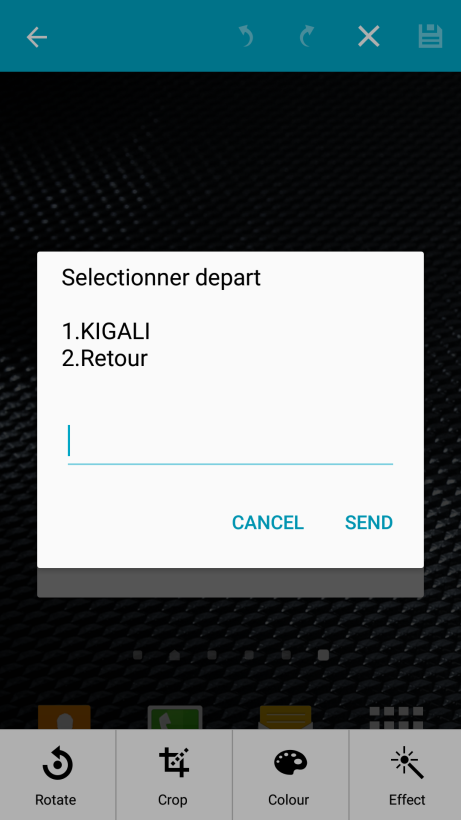 Selectionner depart
1.KIGALI
2.Retour
CANCEL SEND
Rotate Crop Colour Effect